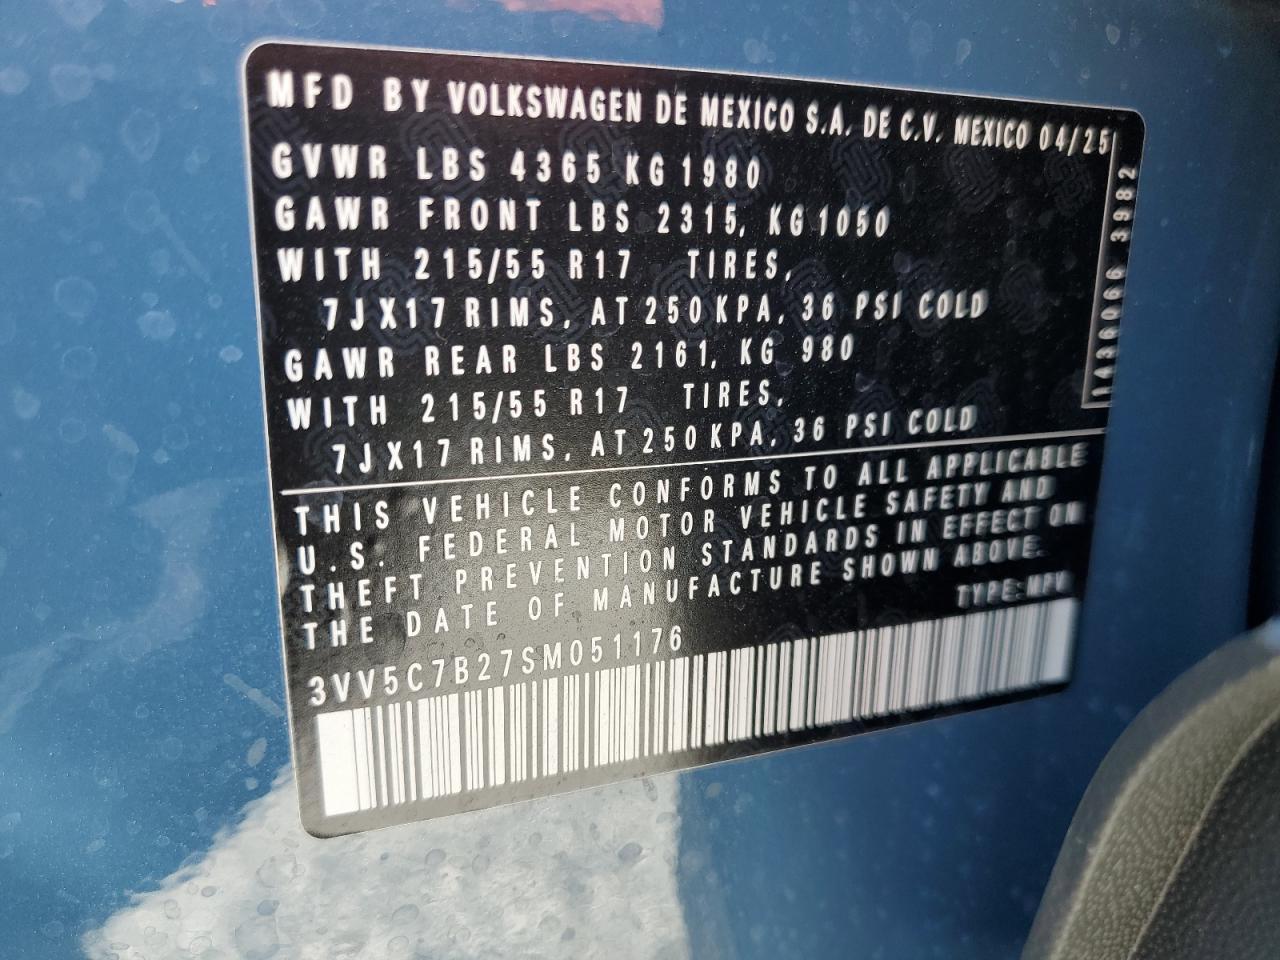 MFD BY VOLKSWAGEN DE MEXICO S.A. DE C.V. MEXICO 04/25
GVWR LBS 4365 KG 1980
GAWR FRONT LBS 2315, KG 1050
WITH 215/55 R17 TIRES,
7JX17 RIMS, AT 250 KPA, 36 PSI COLD
GAWR REAR LBS 2161, KG 980
WITH 215/55 R17 TIRES,
7JX17 RIMS, AT 250 KPA, 36 PSI COLD
THIS VEHICLE CONFORMS TO ALL APPLICABLE
U.S. FEDERAL MOTOR VEHICLE SAFETY AND
THEFT PREVENTION STANDARDS IN EFFECT ON
THE DATE OF MANUFACTURE SHOWN ABOVE.
TYPE:MPV
3VV5C7B27SM051176
1436066 3982